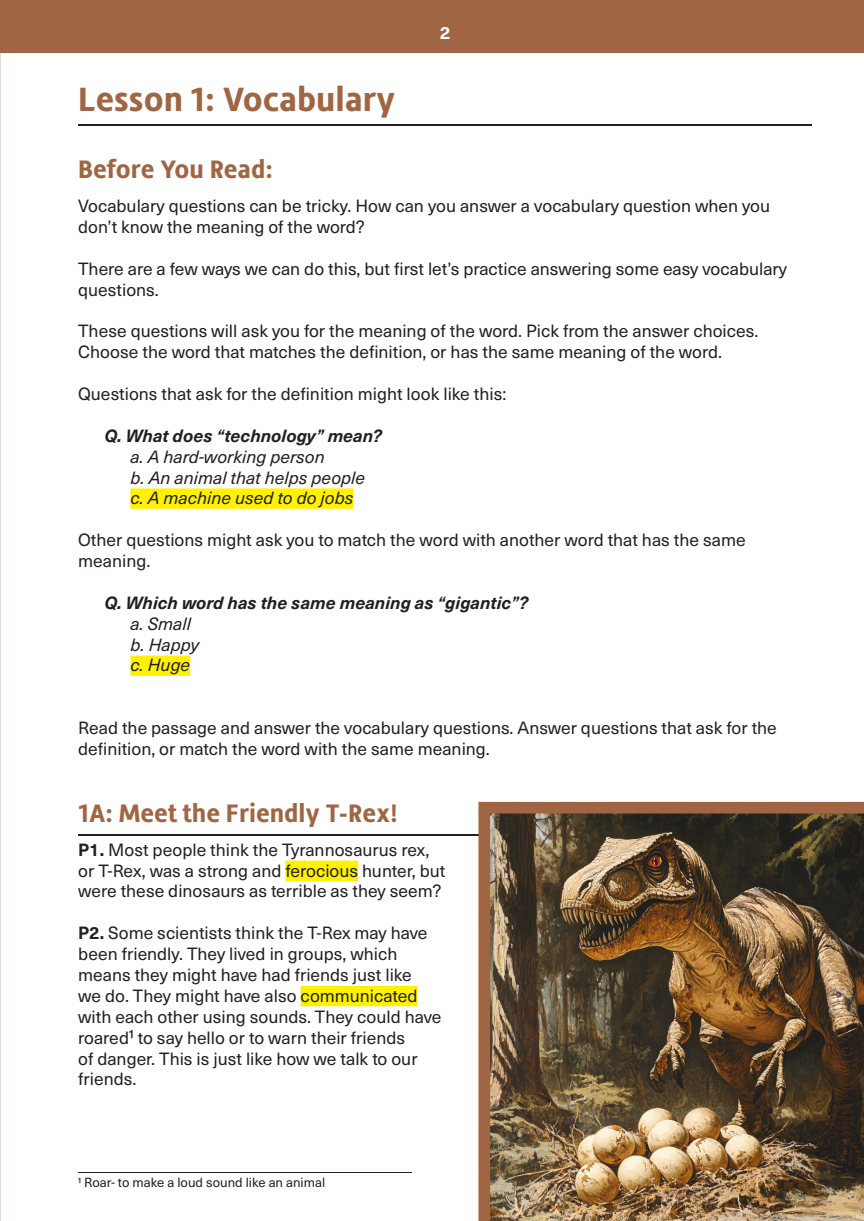 2
Lesson 1: Vocabulary
Before You Read:
Vocabulary questions can be tricky. How can you answer a vocabulary question when you
don’t know the meaning of the word?
There are a few ways we can do this, but first let’s practice answering some easy vocabulary
questions.
These questions will ask you for the meaning of the word. Pick from the answer choices.
Choose the word that matches the definition, or has the same meaning of the word.
Questions that ask for the definition might look like this:
Q. What does “technology” mean?
a. A hard-working person
b. An animal that helps people
c. A machine used to do jobs
Other questions might ask you to match the word with another word that has the same
meaning.
Q. Which word has the same meaning as “gigantic”?
a. Small
b. Happy
c. Huge
Read the passage and answer the vocabulary questions. Answer questions that ask for the
definition, or match the word with the same meaning.
1A: Meet the Friendly T-Rex!
P1. Most people think the Tyrannosaurus rex,
or T-Rex, was a strong and ferocious hunter, but
were these dinosaurs as terrible as they seem?
P2. Some scientists think the T-Rex may have
been friendly. They lived in groups, which
means they might have had friends just like
we do. They might have also communicated
with each other using sounds. They could have
roared¹ to say hello or to warn their friends
of danger. This is just like how we talk to our
friends.
¹ Roar- to make a loud sound like an animal